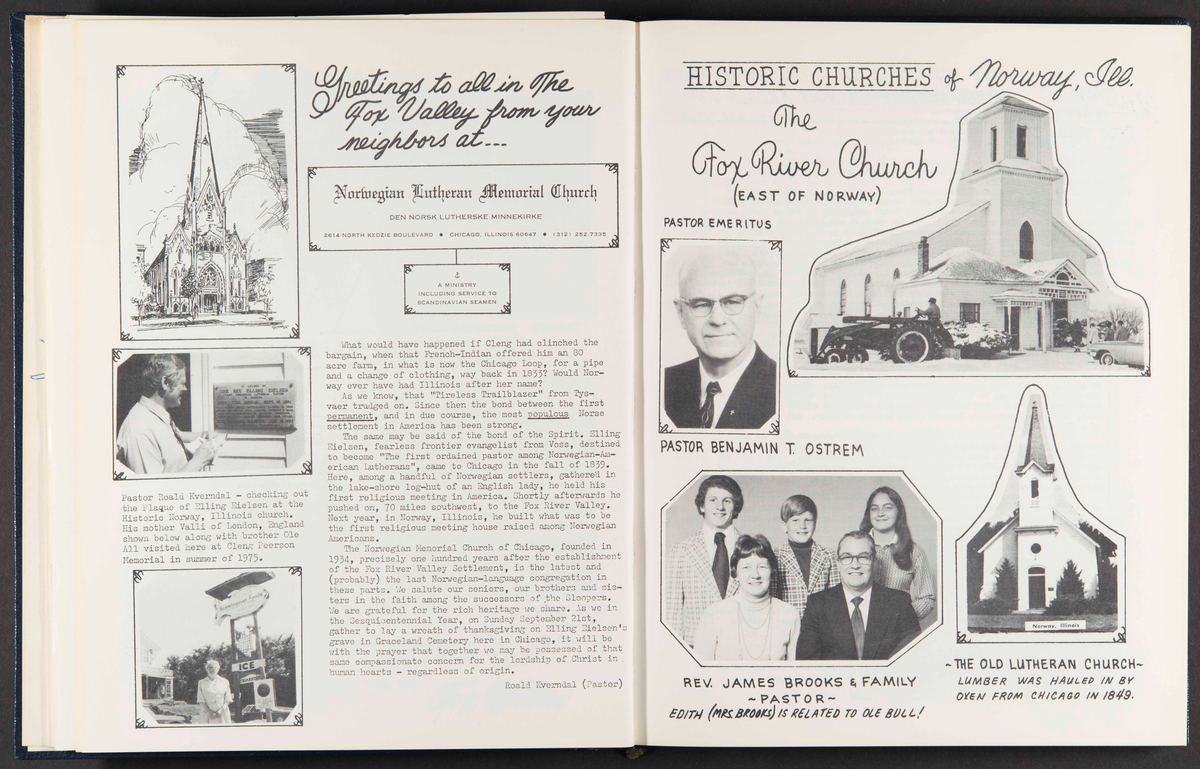 Greetings to all in The
Fox Valley from your
neighbors at...
Norwegian Lutheran Memorial Church
DEN NORSK LUTHERSKE MINNEKIRKE
2614 NORTH KEDZIE BOULEVARD • CHICAGO, ILLINOIS 60647 • (312) 252-7335
A MINISTRY
INCLUDING SERVICE TO
SCANDINAVIAN SEAMEN
Pastor Roald Kverndal - checking out
the Plaque of Elling Eielsen at the
Historic Norway, Illinois church.
His mother Valli of London, England
shown below along with brother Ole
All visited here at Cleng Peerson
Memorial in summer of 1975.
ICE
What would have happened if Cleng had clinched the
bargain, when that French-Indian offered him an 80
acre farm, in what is now the Chicago Loop, for a pipe
and a change of clothing, way back in 1833? Would Nor-
way ever have had Illinois after her name?
As we know, that "Tireless Trailblazer" from Tys-
vaer trudged on. Since then the bond between the first
permanent, and in due course, the most populous Norse
settlement in America has been strong.
The same may be said of the bond of the Spirit. Elling
Eielsen, fearless frontier evangelist from Voss, destined
to become "The first ordained pastor among Norwegian-Am-
erican Lutherans", came to Chicago in the fall of 1839.
Here, among a handful of Norwegian settlers, gathered in
the lake-shore log-hut of an English lady, he held his
first religious meeting in America. Shortly afterwards he
pushed on, 70 miles southwest, to the Fox River Valley.
Next year, in Norway, Illinois, he built what was to be
the first religious meeting house raised among Norwegian
Americans.
The Norwegian Memorial Church of Chicago, founded in
1934, precisely one hundred years after the establishment
of the Fox River Valley Settlement, is the latest and
(probably) the last Norwegian-language congregation in
these parts. We salute our seniors, our brothers and sis-
ters in the faith among the successors of the Sloopers.
We are grateful for the rich heritage we share. As we in
the Sesquicentennial Year, on Sunday September 21st,
gather to lay a wreath of thanksgiving on Elling Eielson's
grave in Graceland Cemetery here in Chicago, it will be
with the prayer that together we may be possessed of that
same compassionate concern for the lordship of Christ in
human hearts - regardless of origin.
Roald Kverndal (Pastor)
HISTORIC CHURCHES of Norway, Ill.
The
Fox River Church
(EAST OF NORWAY)
PASTOR EMERITUS
PASTOR BENJAMIN T. OSTREM
REV. JAMES BROOKS & FAMILY
~PASTOR~
EDITH (MRS. BROOKS) IS RELATED TO OLE BULL!
Norway, Illinois
~THE OLD LUTHERAN CHURCH~
LUMBER WAS HAULED IN BY
OXEN FROM CHICAGO IN 1849.